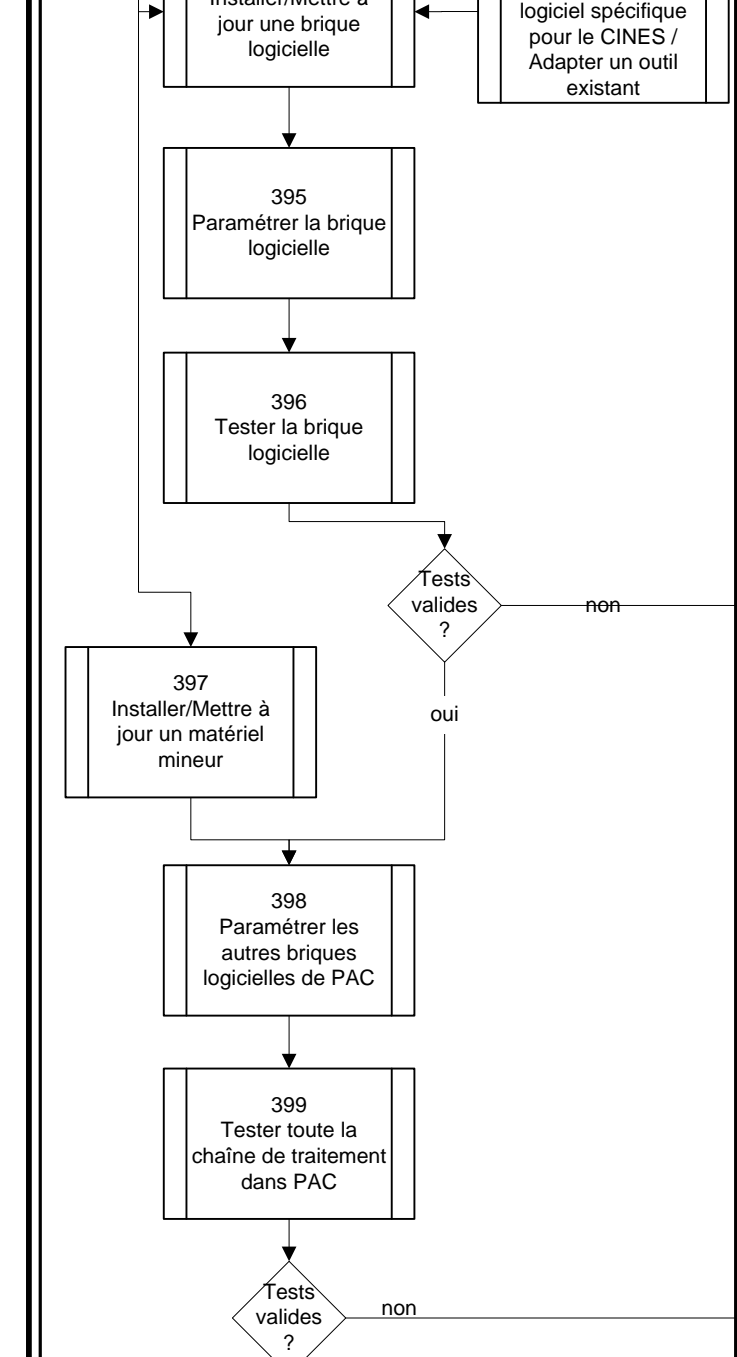 Installer/Mettre à
jour une brique
logicielle
logiciel spécifique
pour le CINES /
Adapter un outil
existant
395
Paramétrer la brique
logicielle
396
Tester la brique
logicielle
Tests
valides
?
non
oui
397
Installer/Mettre à
jour un matériel
mineur
398
Paramétrer les
autres briques
logicielles de PAC
399
Tester toute la
chaîne de traitement
dans PAC
Tests
valides
?
non